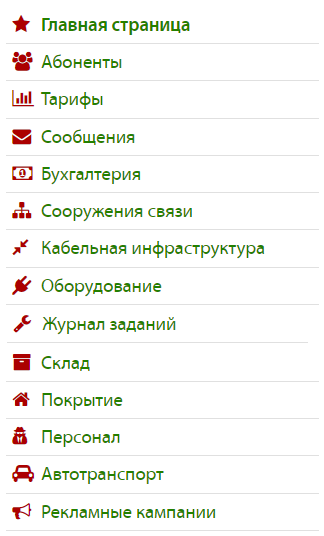 Главная страница
Абоненты
Тарифы
Сообщения
Бухгалтерия
Сооружения связи
Кабельная инфраструктура
Оборудование
Журнал заданий
Склад
Покрытие
Персонал
Автотранспорт
Рекламные кампании